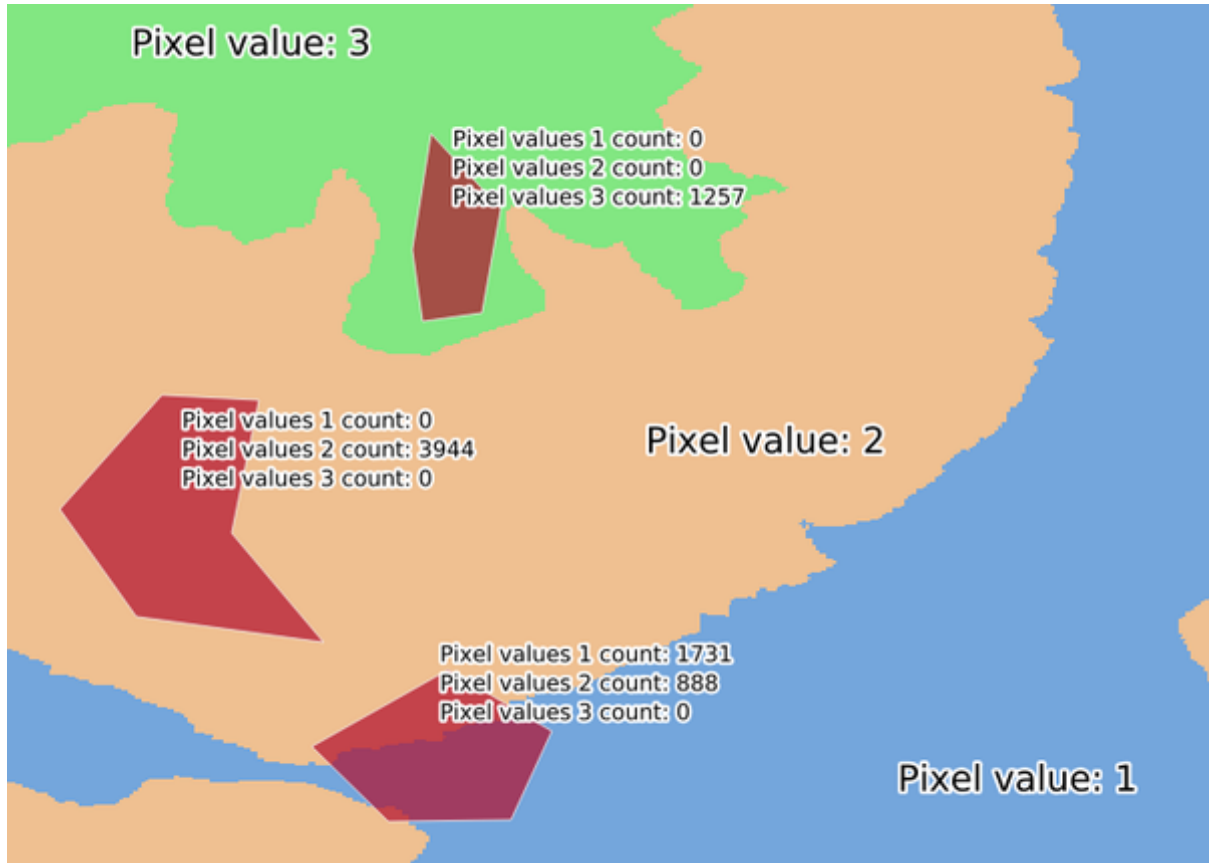 Pixel value: 3
Pixel values 1 count: 0
Pixel values 2 count: 0
Pixel values 3 count: 1257
Pixel values 1 count: 0
Pixel values 2 count: 3944
Pixel values 3 count: 0
Pixel value: 2
Pixel values 1 count: 1731
Pixel values 2 count: 888
Pixel values 3 count: 0
Pixel value: 1